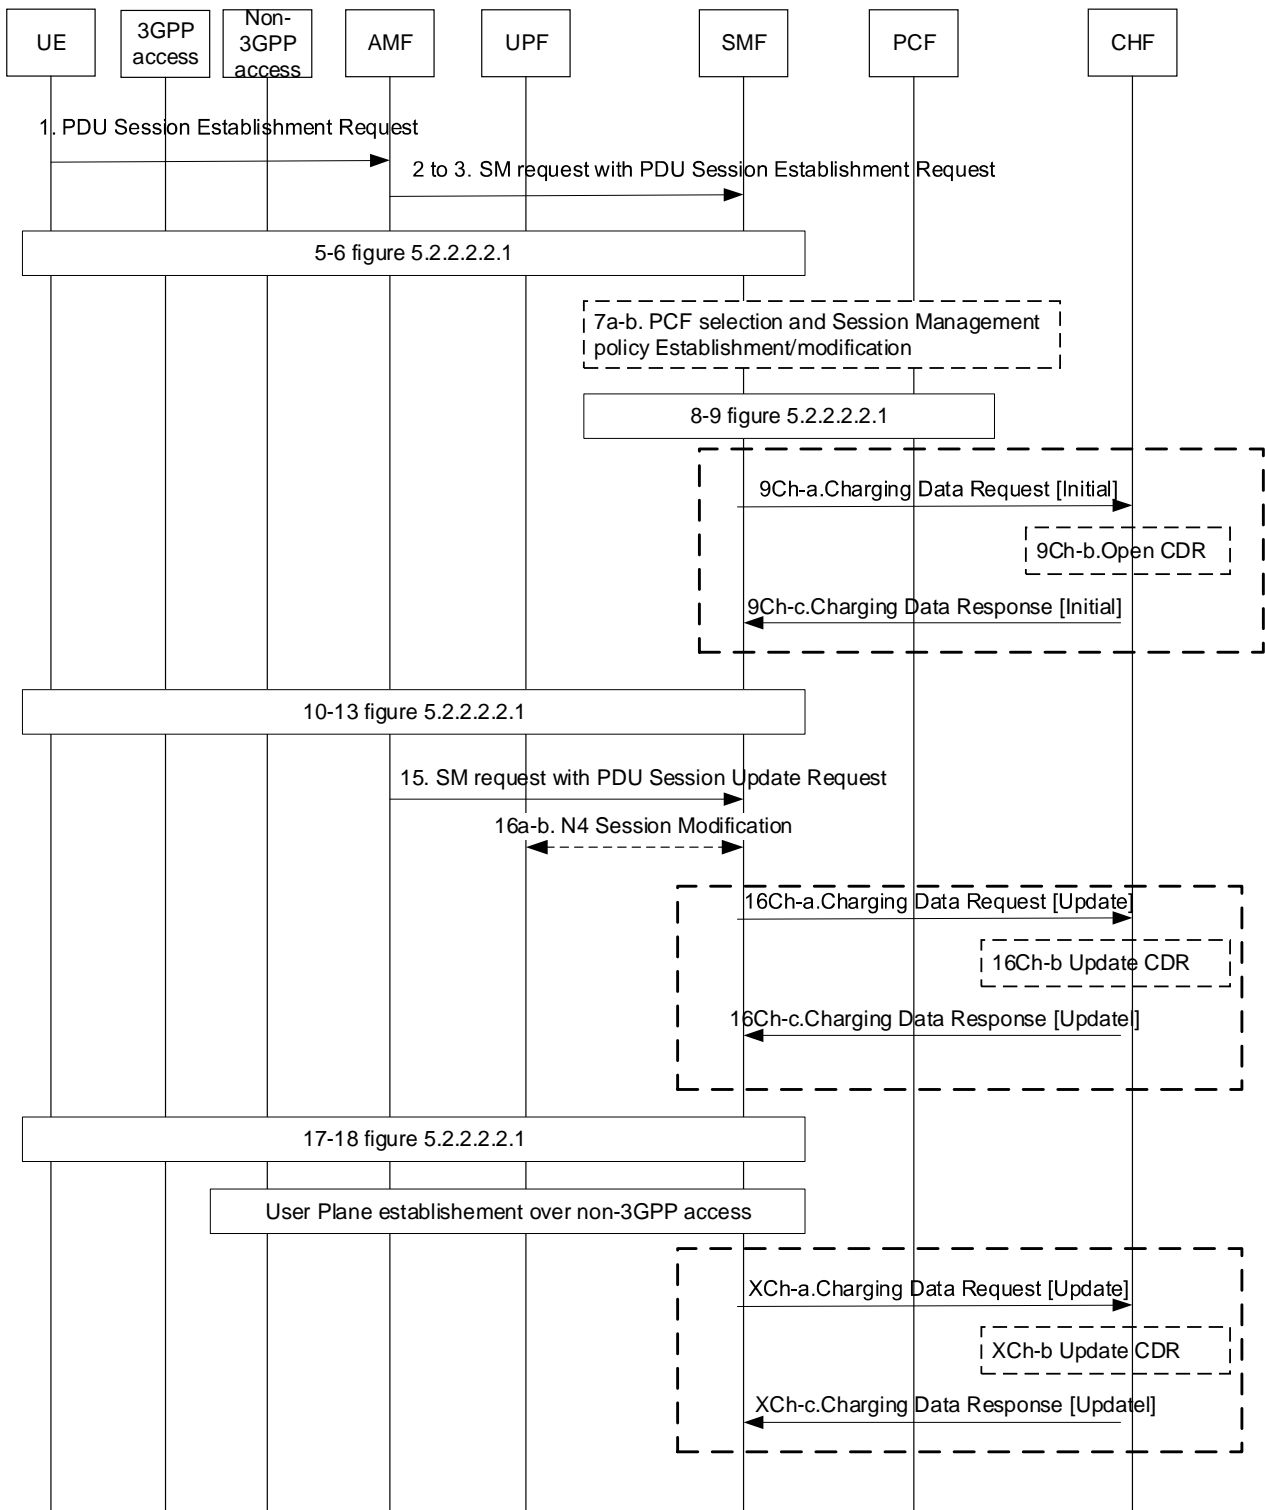 UE
3GPP
access
Non-
3GPP
access
AMF
UPF
SMF
PCF
CHF
1. PDU Session Establishment Request
2 to 3. SM request with PDU Session Establishment Request
5-6 figure 5.2.2.2.2.1
7a-b. PCF selection and Session Management
policy Establishment/modification
8-9 figure 5.2.2.2.2.1
9Ch-a.Charging Data Request [Initial]
9Ch-b.Open CDR
9Ch-c.Charging Data Response [Initial]
10-13 figure 5.2.2.2.2.1
15. SM request with PDU Session Update Request
16a-b. N4 Session Modification
16Ch-a.Charging Data Request [Update]
16Ch-b Update CDR
16Ch-c.Charging Data Response [Updatel]
17-18 figure 5.2.2.2.2.1
User Plane establishement over non-3GPP access
XCh-a.Charging Data Request [Update]
XCh-b Update CDR
XCh-c.Charging Data Response [Updatel]